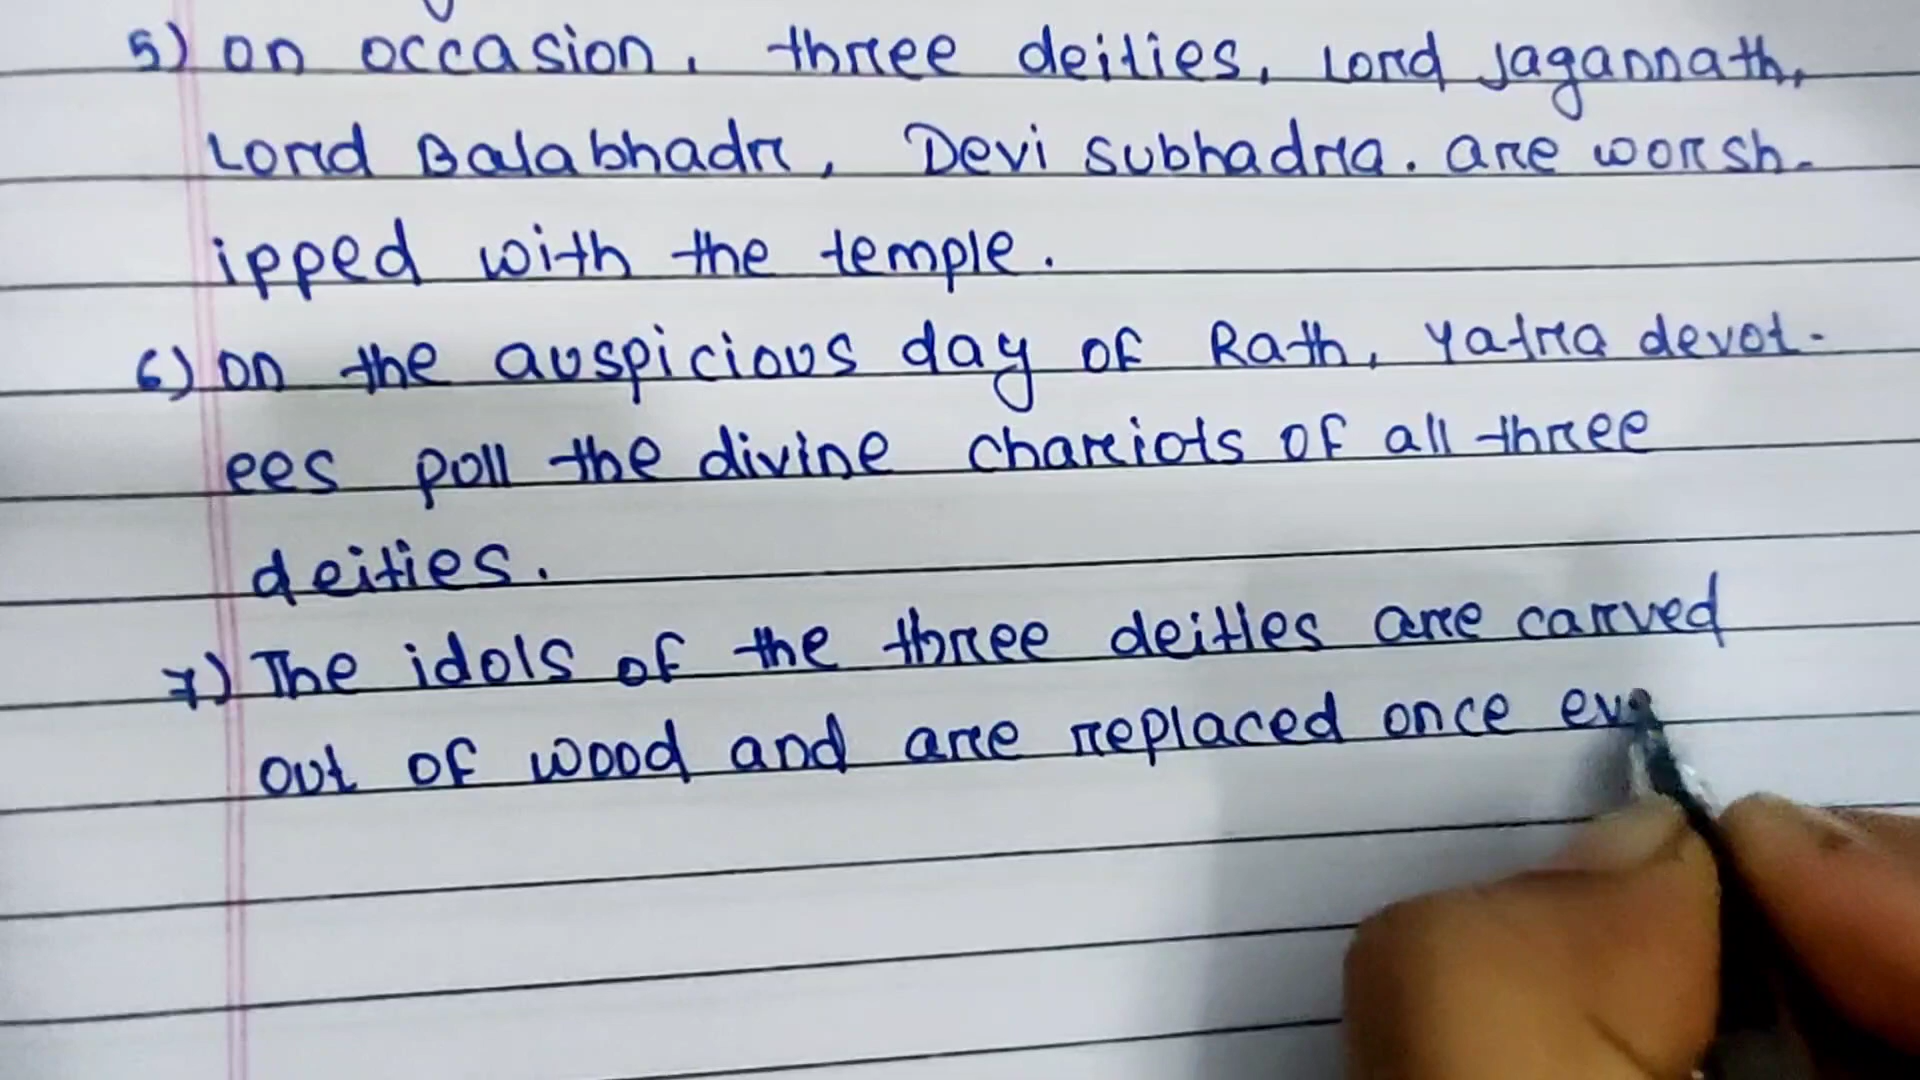 5) on occasion, three deities, Lord Jagannath,
Lord Balabhadr, Devi subhadra. are worsh-
ipped with the temple.
6) on the auspicious day of Rath, Yatra devot-
ees poll the divine chariots of all three
deities.
7) The idols of the three deities are carved
out of wood and are replaced once eve